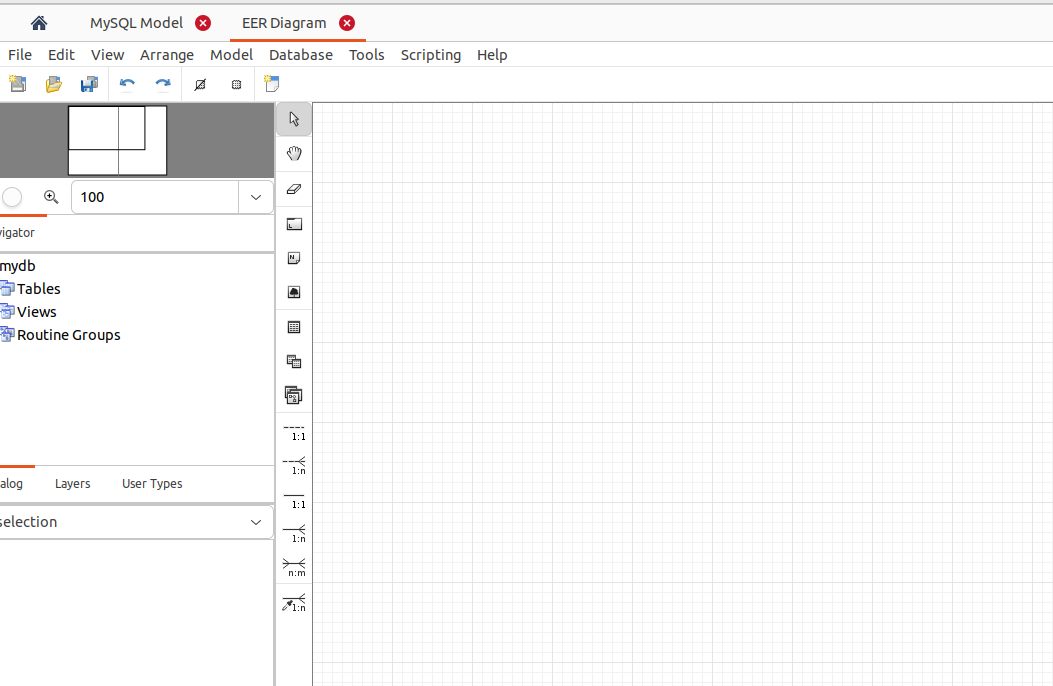 MySQL Model EER Diagram
File Edit View Arrange Model Database Tools Scripting Help
100
vigator
mydb
Tables
Views
Routine Groups
1:1
1:n
1:1
1:n
n:m
1:n
alog Layers User Types
selection